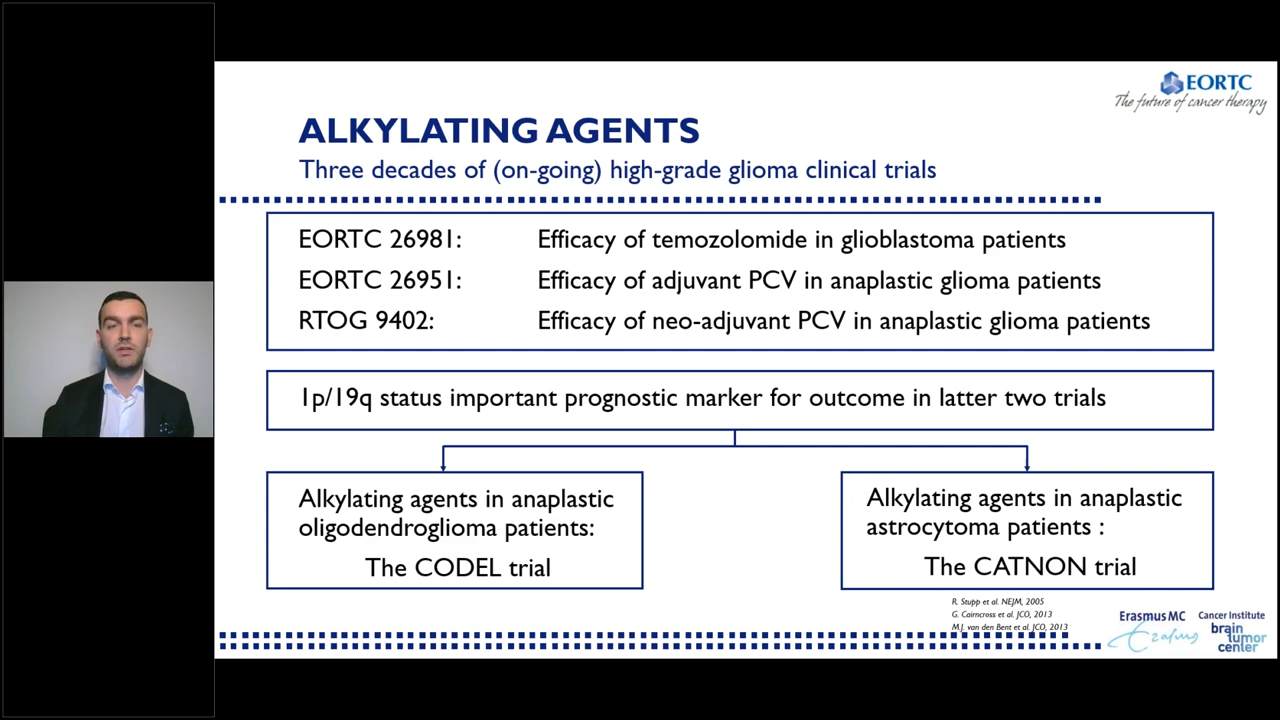 EORTC
The future of cancer therapy
ALKYLATING AGENTS
Three decades of (on-going) high-grade glioma clinical trials
EORTC 26981: Efficacy of temozolomide in glioblastoma patients
EORTC 26951: Efficacy of adjuvant PCV in anaplastic glioma patients
RTOG 9402: Efficacy of neo-adjuvant PCV in anaplastic glioma patients
1p/19q status important prognostic marker for outcome in latter two trials
Alkylating agents in anaplastic
oligodendroglioma patients:
The CODEL trial
Alkylating agents in anaplastic
astrocytoma patients :
The CATNON trial
R. Stupp et al. NEJM, 2005
G. Cairncross et al. JCO, 2013
M.J. van den Bent et al. JCO, 2013
Erasmus MC
Erasmus
Cancer Institute
brain
tumor
center